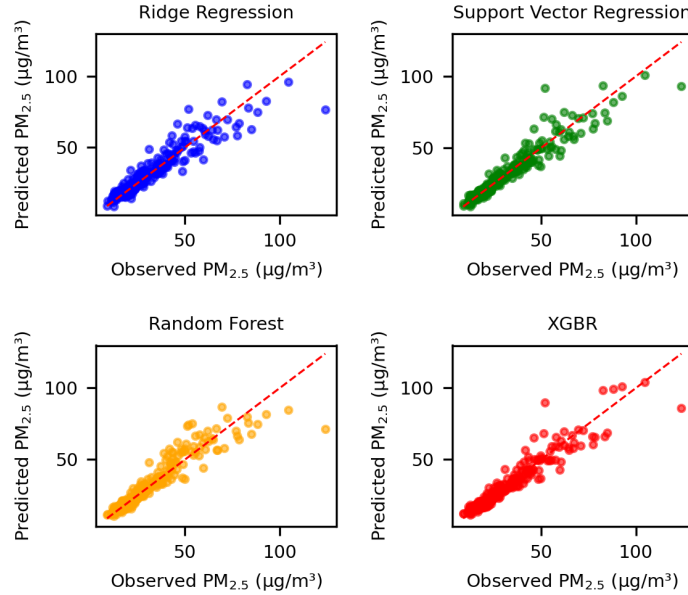 Ridge Regression
Predicted PM₂.₅ (µg/m³)
100
50
50
100
Observed PM₂.₅ (µg/m³)
Support Vector Regression
Predicted PM₂.₅ (µg/m³)
100
50
50
100
Observed PM₂.₅ (µg/m³)
Random Forest
Predicted PM₂.₅ (µg/m³)
100
50
50
100
Observed PM₂.₅ (µg/m³)
XGBR
Predicted PM₂.₅ (µg/m³)
100
50
50
100
Observed PM₂.₅ (µg/m³)